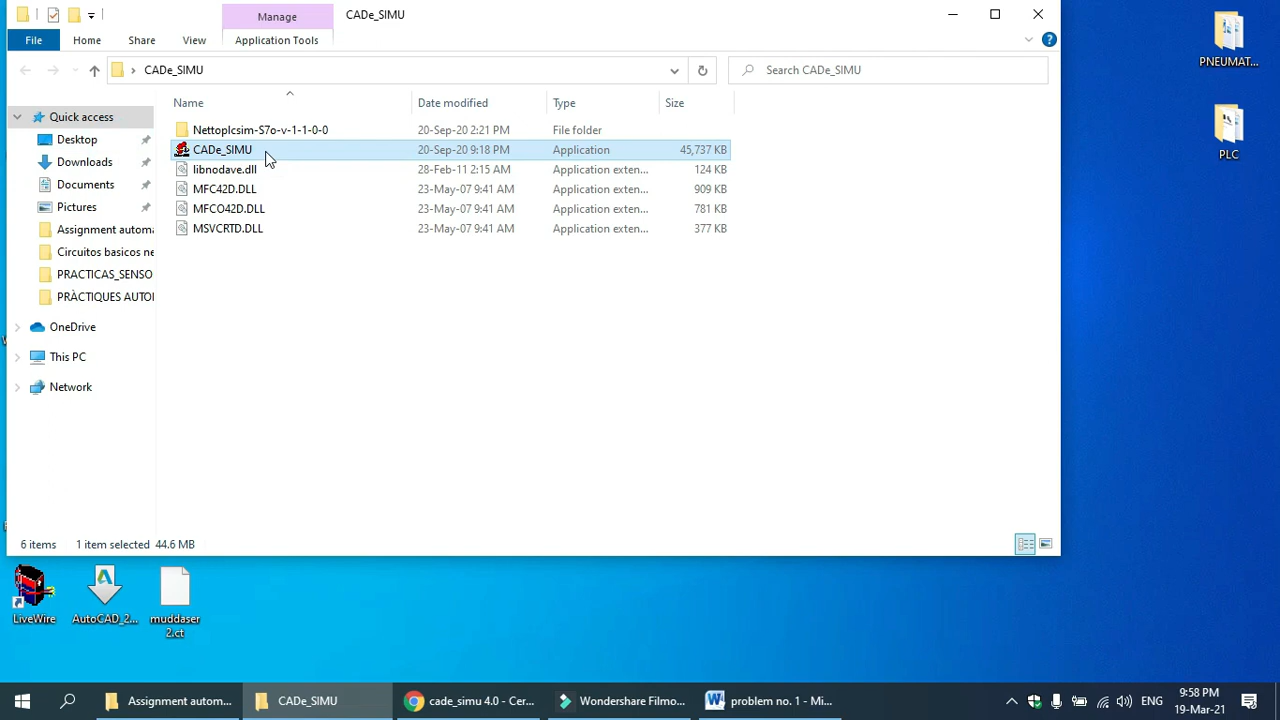 Manage
CADe_SIMU
File
Home
Share
View
Application Tools
CADe_SIMU
Search CADe_SIMU
Name
Date modified
Type
Size
Quick access
Desktop
Downloads
Documents
Pictures
Assignment automa
Circuitos basicos ne
PRACTICAS_SENSO
PRÀCTIQUES AUTOI
OneDrive
This PC
Network
Nettoplcsim-S7o-v-1-1-0-0 20-Sep-20 2:21 PM File folder
CADe_SIMU 20-Sep-20 9:18 PM Application 45,737 KB
libnodave.dll 28-Feb-11 2:15 AM Application exten... 124 KB
MFC42D.DLL 23-May-07 9:41 AM Application exten... 909 KB
MFCO42D.DLL 23-May-07 9:41 AM Application exten... 781 KB
MSVCRTD.DLL 23-May-07 9:41 AM Application exten... 377 KB
6 items
1 item selected 44.6 MB
PNEUMAT...
PLC
LiveWire
AutoCAD_2...
muddaser
2.ct
Assignment autom...
CADe_SIMU
cade_simu 4.0 - Cer...
Wondershare Filmo...
problem no. 1 - Mi...
ENG
9:58 PM
19-Mar-21